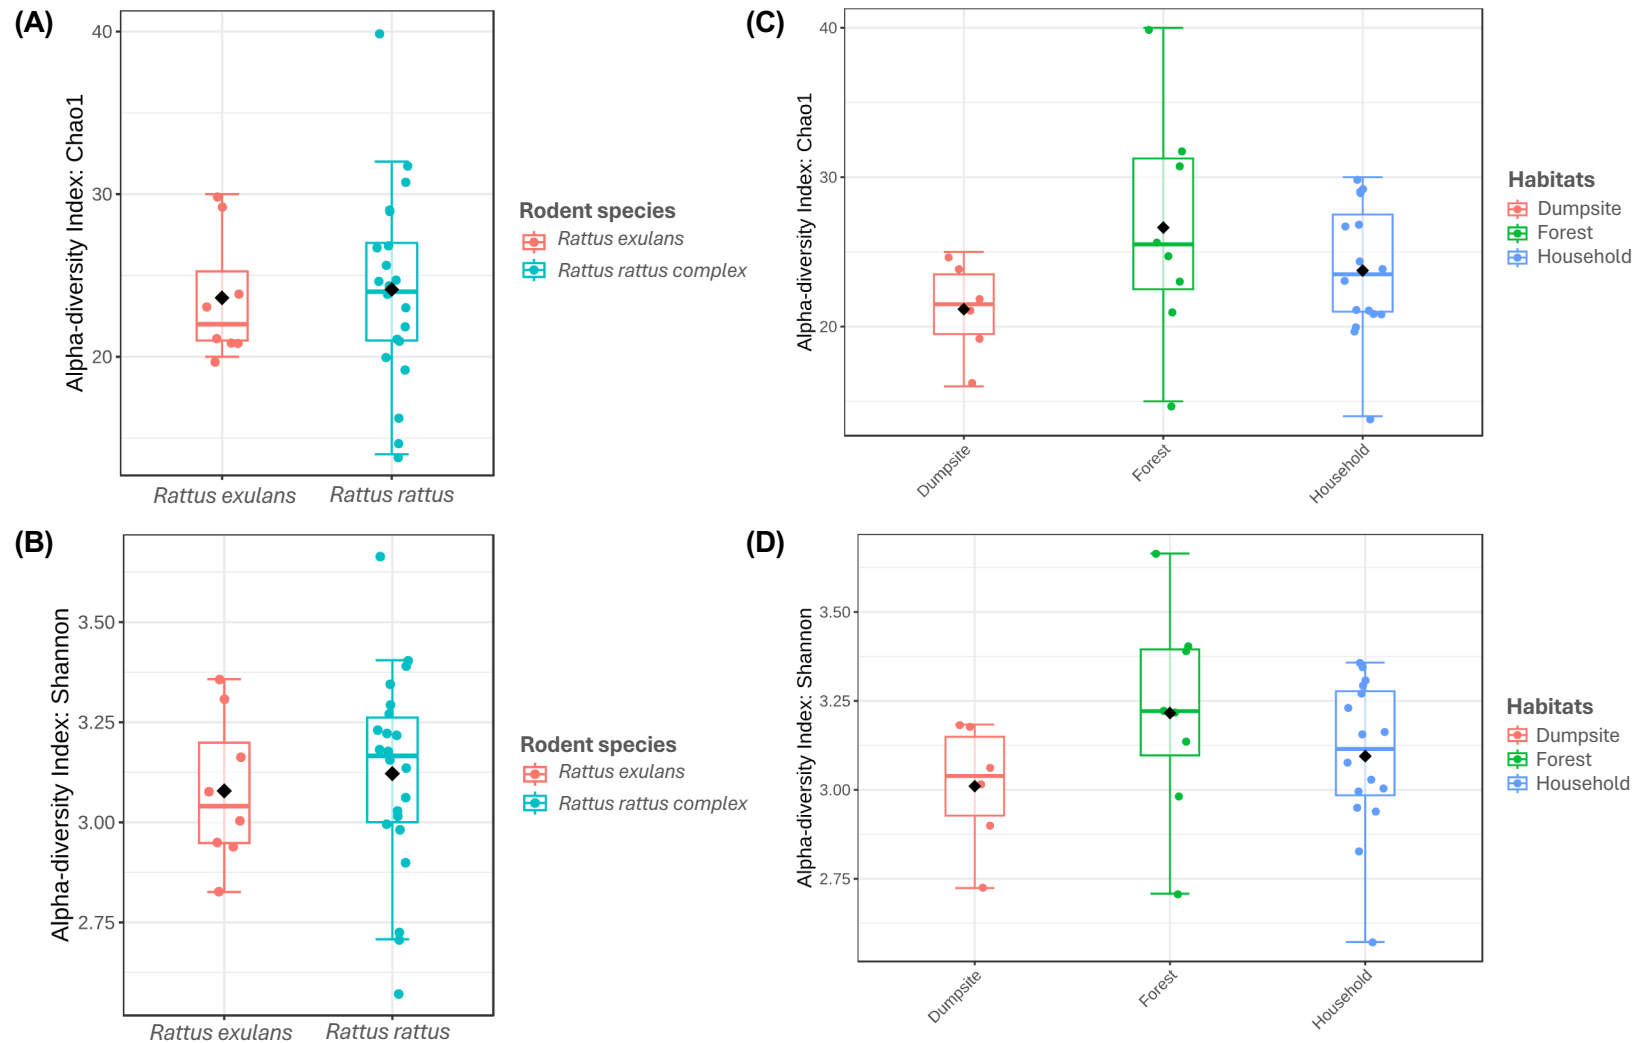 (A)
Alpha-diversity Index: Chao1
40
30
20
Rattus exulans
Rattus rattus
Rodent species
Rattus exulans
Rattus rattus complex
(B)
Alpha-diversity Index: Shannon
3.50
3.25
3.00
2.75
Rattus exulans
Rattus rattus
Rodent species
Rattus exulans
Rattus rattus complex
(C)
Alpha-diversity Index: Chao1
40
30
20
Dumpsite
Forest
Household
Habitats
Dumpsite
Forest
Household
(D)
Alpha-diversity Index: Shannon
3.50
3.25
3.00
2.75
Dumpsite
Forest
Household
Habitats
Dumpsite
Forest
Household